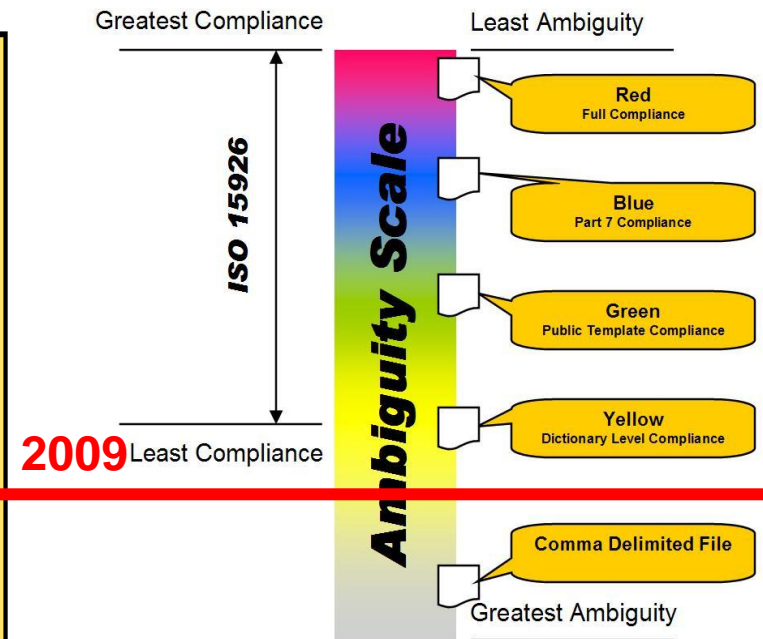 Greatest Compliance
Least Ambiguity
Red
Full Compliance
ISO 15926
Ambiguity Scale
Blue
Part 7 Compliance
Green
Public Template Compliance
Yellow
Dictionary Level Compliance
2009
Least Compliance
Comma Delimited File
Greatest Ambiguity